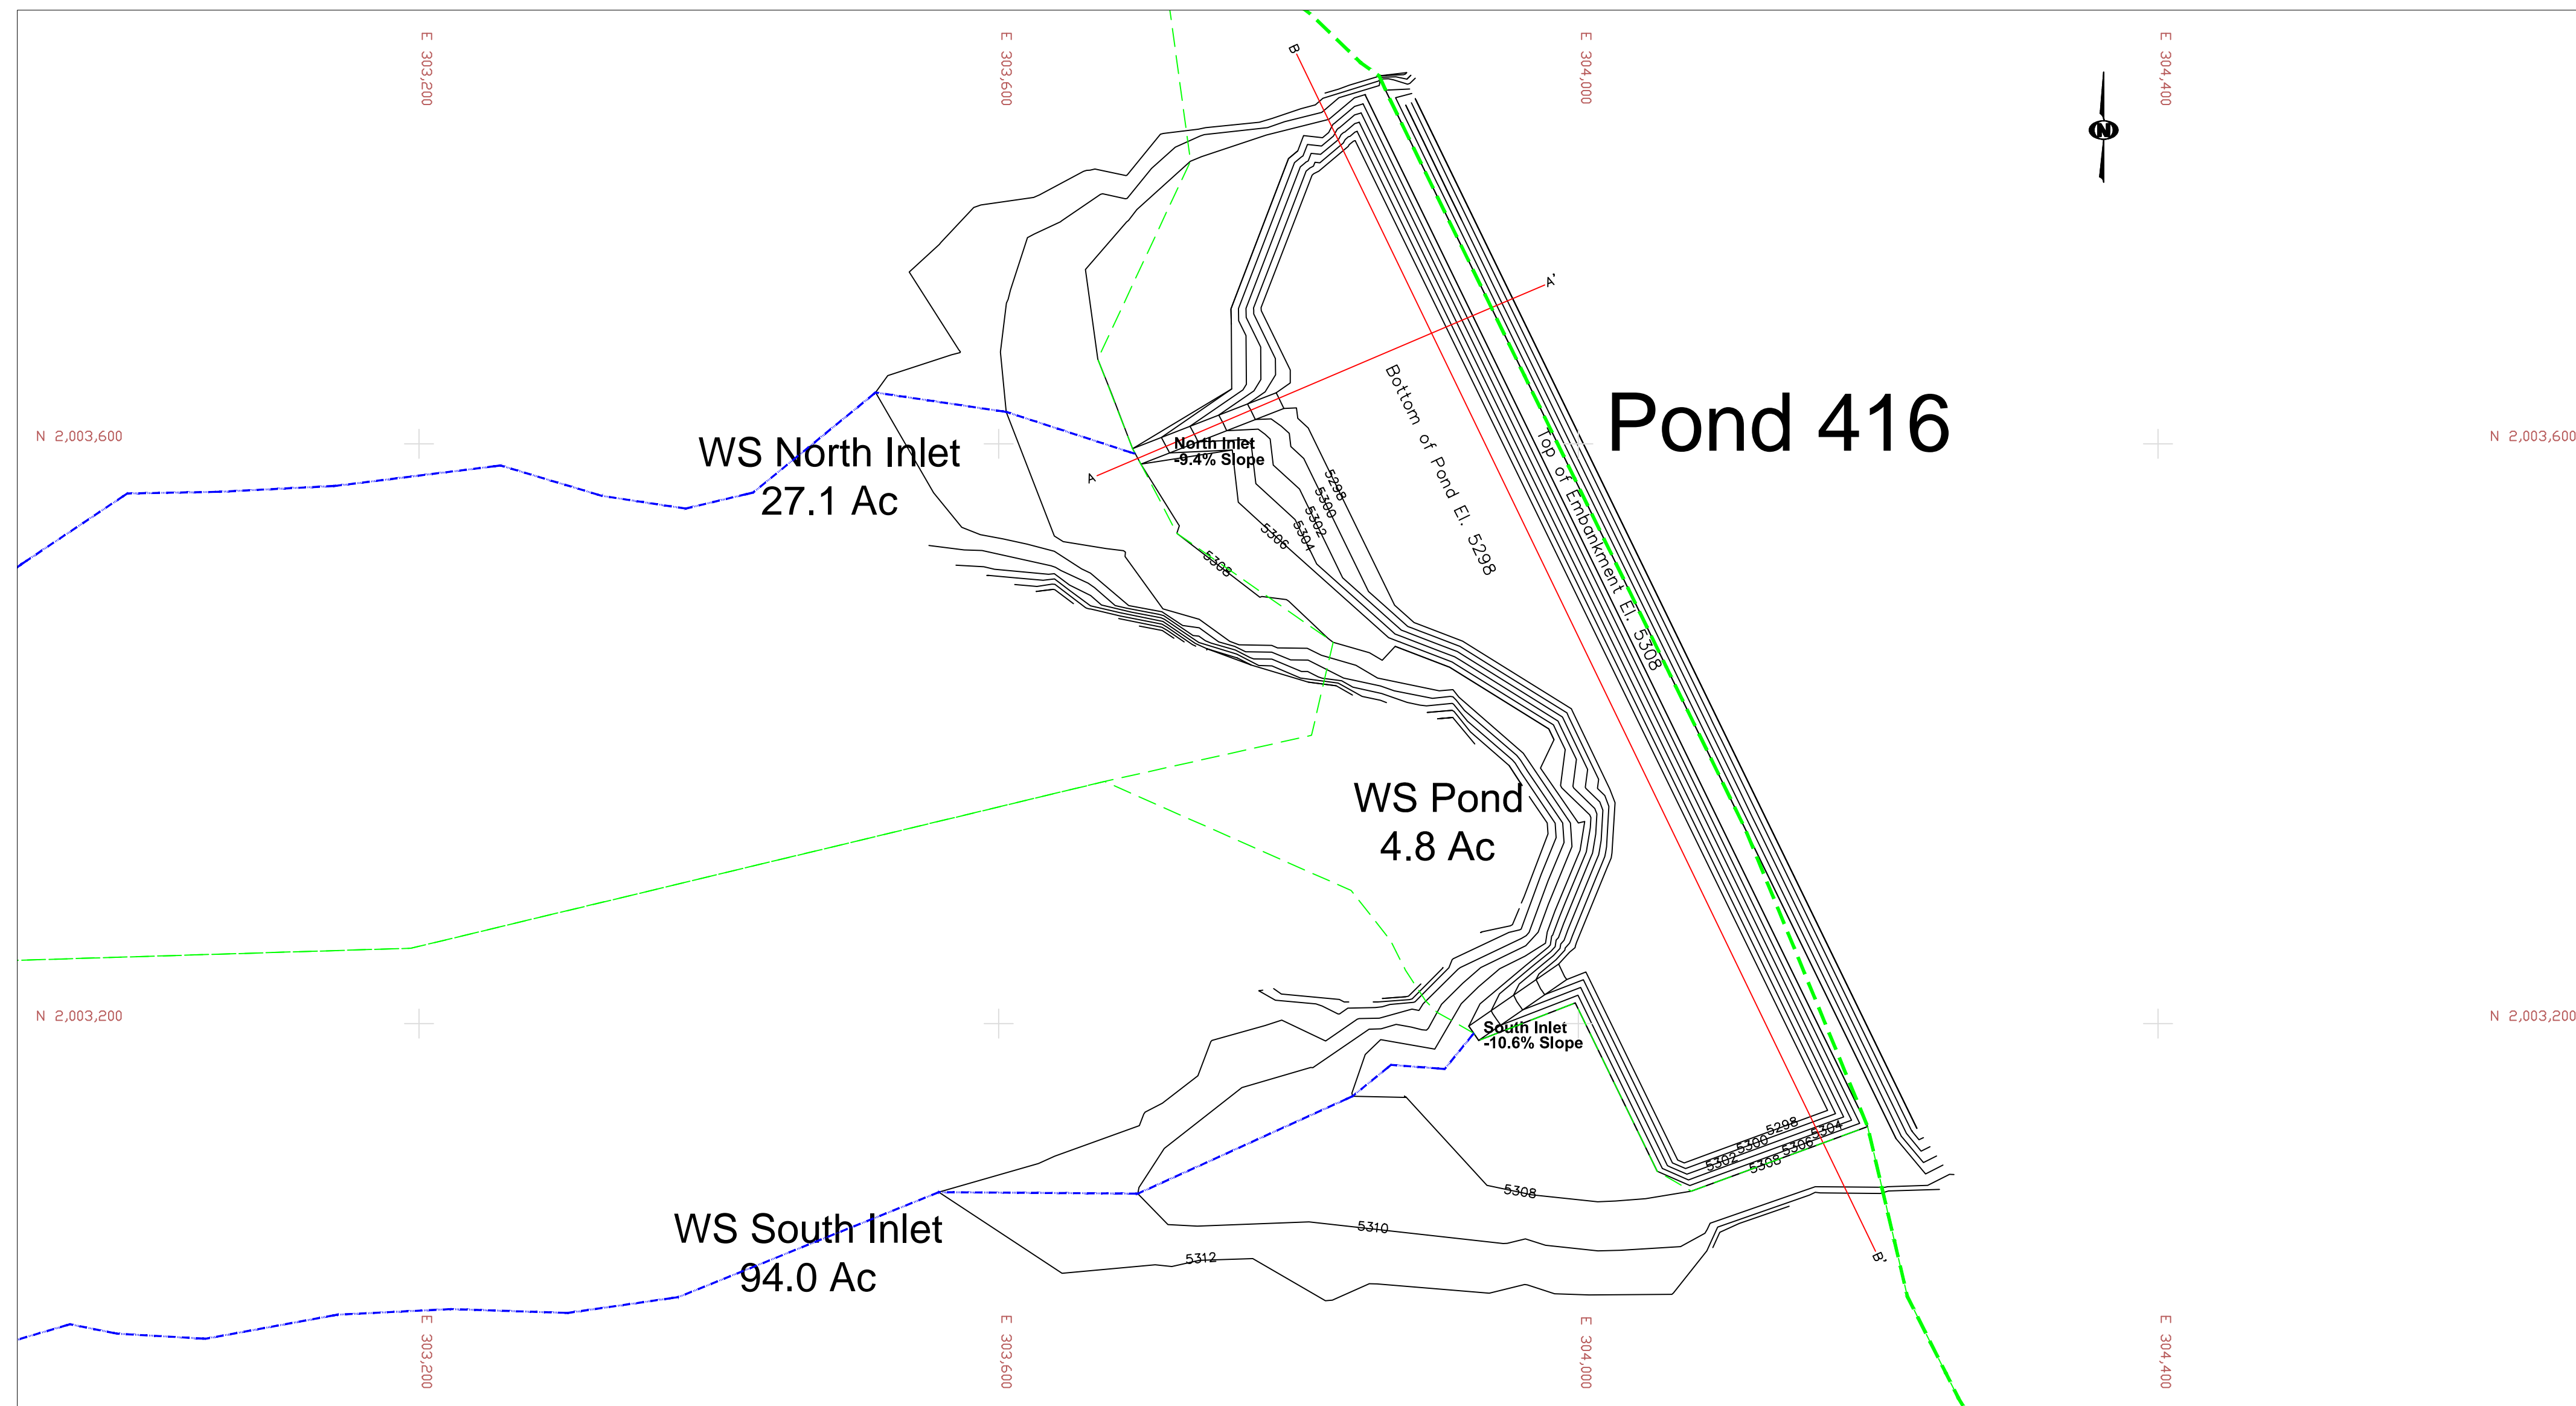 E 303,200
E 303,600
E 304,000
E 304,400
B
N
A'
Pond 416
N 2,003,600
N 2,003,600
WS North Inlet
27.1 Ac
North Inlet
-9.4% Slope
A
Bottom of Pond El. 5298
Top of Embankment El. 5308
5298
5300
5302
5304
5306
5308
WS Pond
4.8 Ac
N 2,003,200
N 2,003,200
South Inlet
-10.6% Slope
5298
5300
5302
5304
5306
5308
5308
5310
5312
WS South Inlet
94.0 Ac
B'
E 303,200
E 303,600
E 304,000
E 304,400